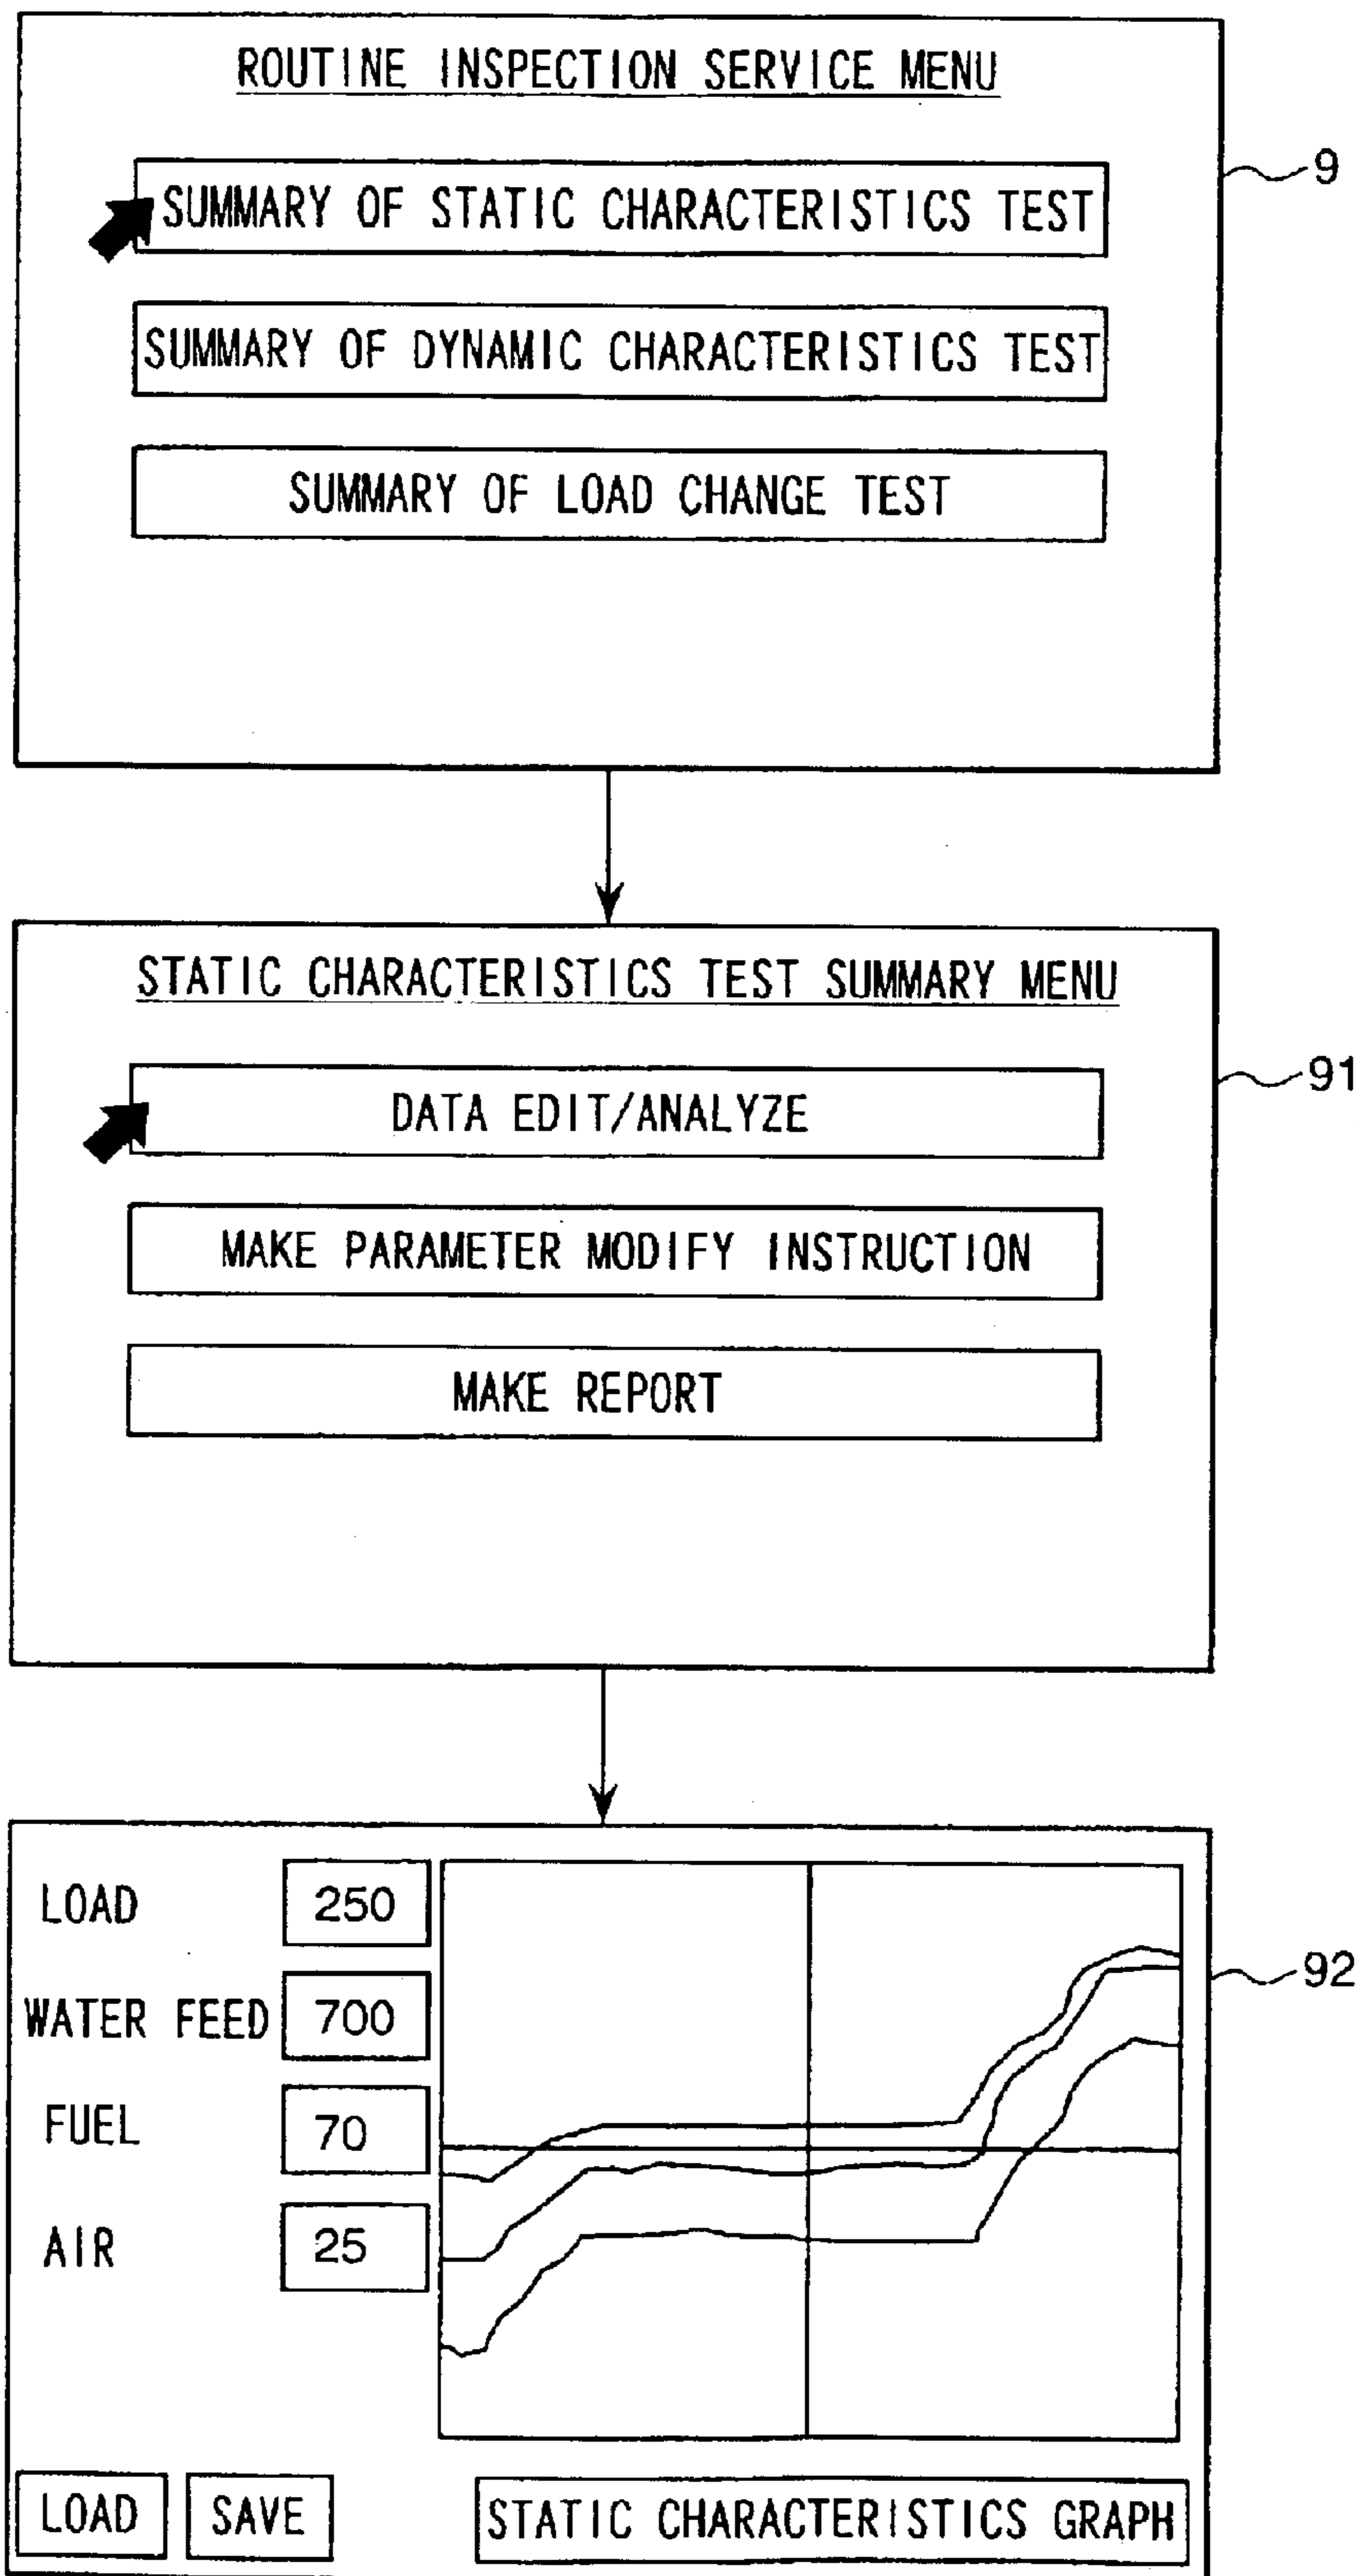 ROUTINE INSPECTION SERVICE MENU
9
SUMMARY OF STATIC CHARACTERISTICS TEST
SUMMARY OF DYNAMIC CHARACTERISTICS TEST
SUMMARY OF LOAD CHANGE TEST
STATIC CHARACTERISTICS TEST SUMMARY MENU
91
DATA EDIT/ANALYZE
MAKE PARAMETER MODIFY INSTRUCTION
MAKE REPORT
LOAD 250
92
WATER FEED 700
FUEL 70
AIR 25
LOAD SAVE STATIC CHARACTERISTICS GRAPH